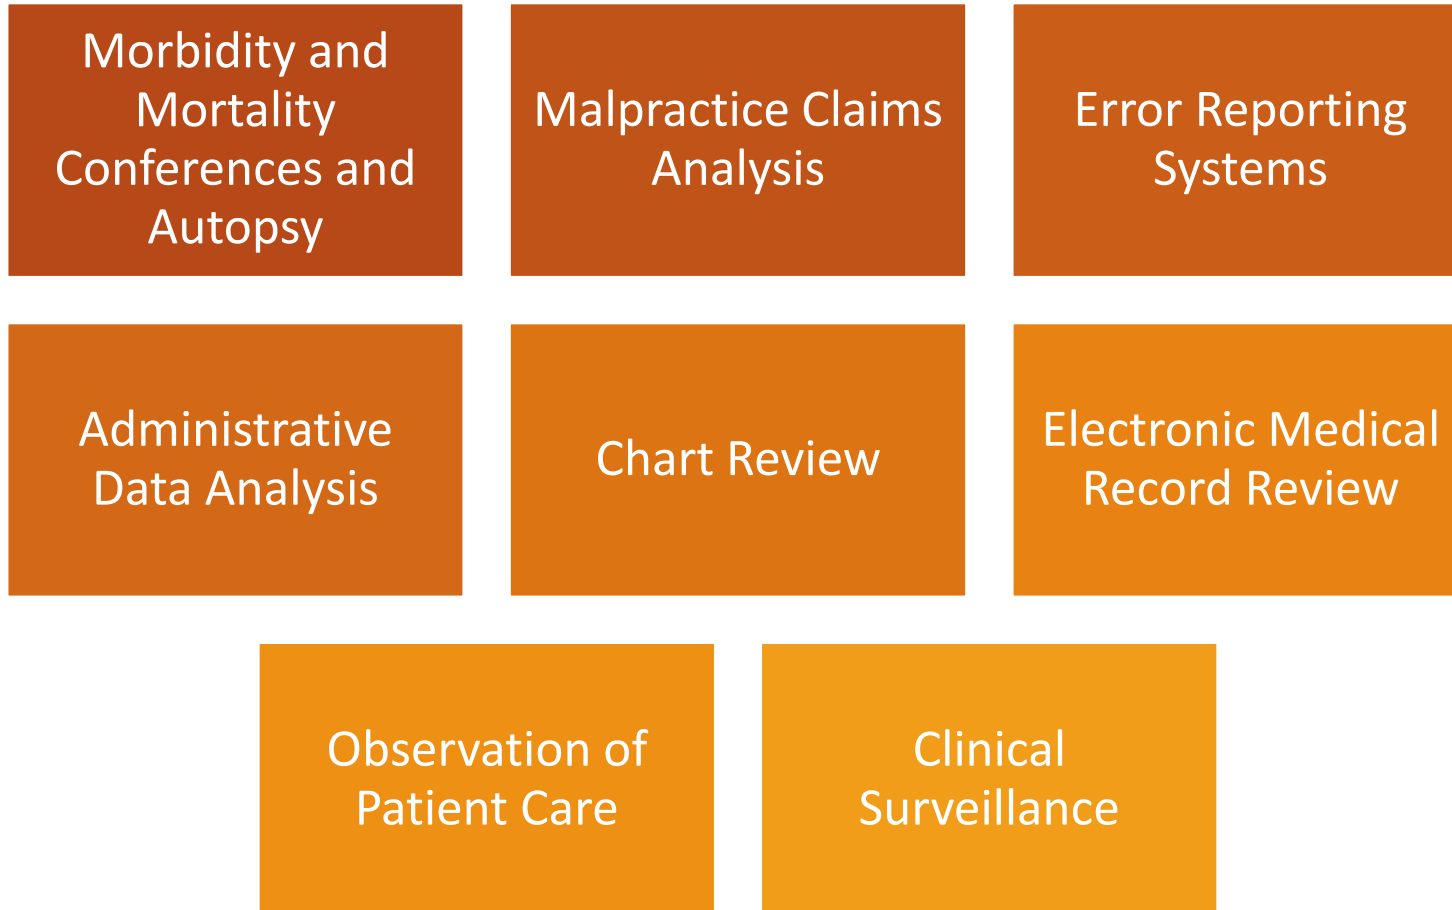 Morbidity and
Mortality
Conferences and
Autopsy
Malpractice Claims
Analysis
Error Reporting
Systems
Administrative
Data Analysis
Chart Review
Electronic Medical
Record Review
Observation of
Patient Care
Clinical
Surveillance